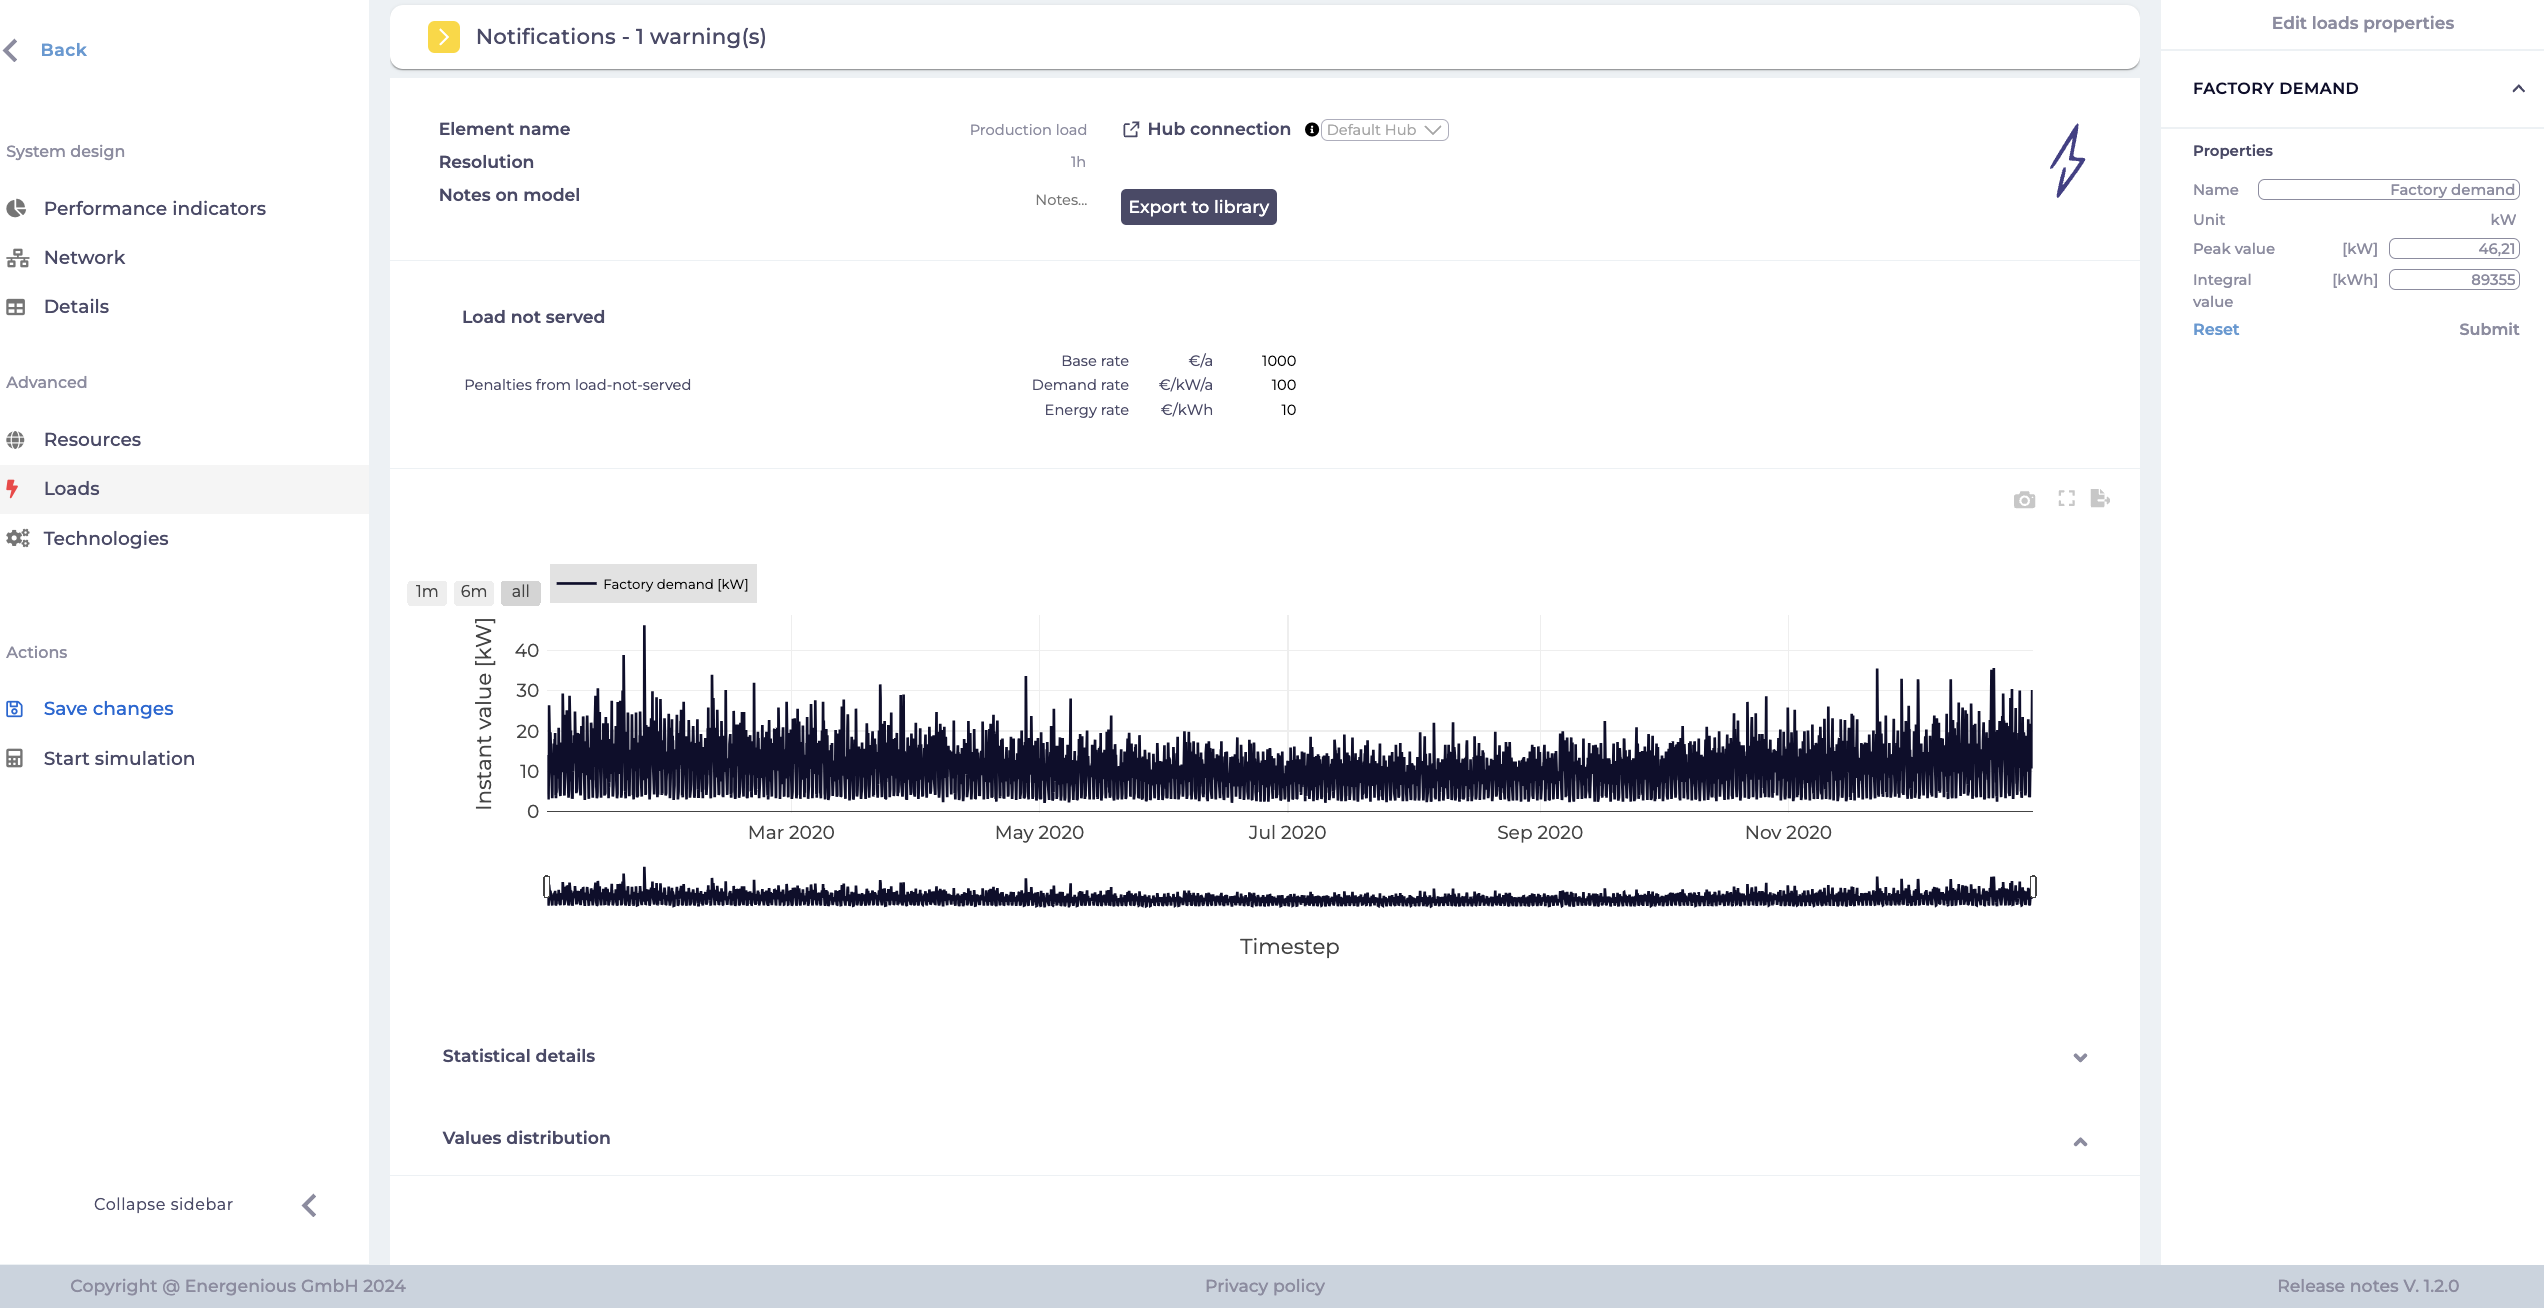 Back
System design
Performance indicators
Network
Details
Advanced
Resources
Loads
Technologies
Actions
Save changes
Start simulation
Collapse sidebar
Notifications - 1 warning(s)
Element name Production load Hub connection Default Hub
Resolution 1h
Notes on model Notes... Export to library
Load not served
Penalties from load-not-served
Base rate €/a 1000
Demand rate €/kW/a 100
Energy rate €/kWh 10
1m 6m all Factory demand [kW]
Instant value [kW]
40
30
20
10
0
Mar 2020 May 2020 Jul 2020 Sep 2020 Nov 2020
Timestep
Statistical details
Values distribution
Edit loads properties
FACTORY DEMAND
Properties
Name Factory demand
Unit kW
Peak value [kW] 46,21
Integral value [kWh] 89355
Reset Submit
Copyright @ Energenious GmbH 2024 Privacy policy Release notes V. 1.2.0